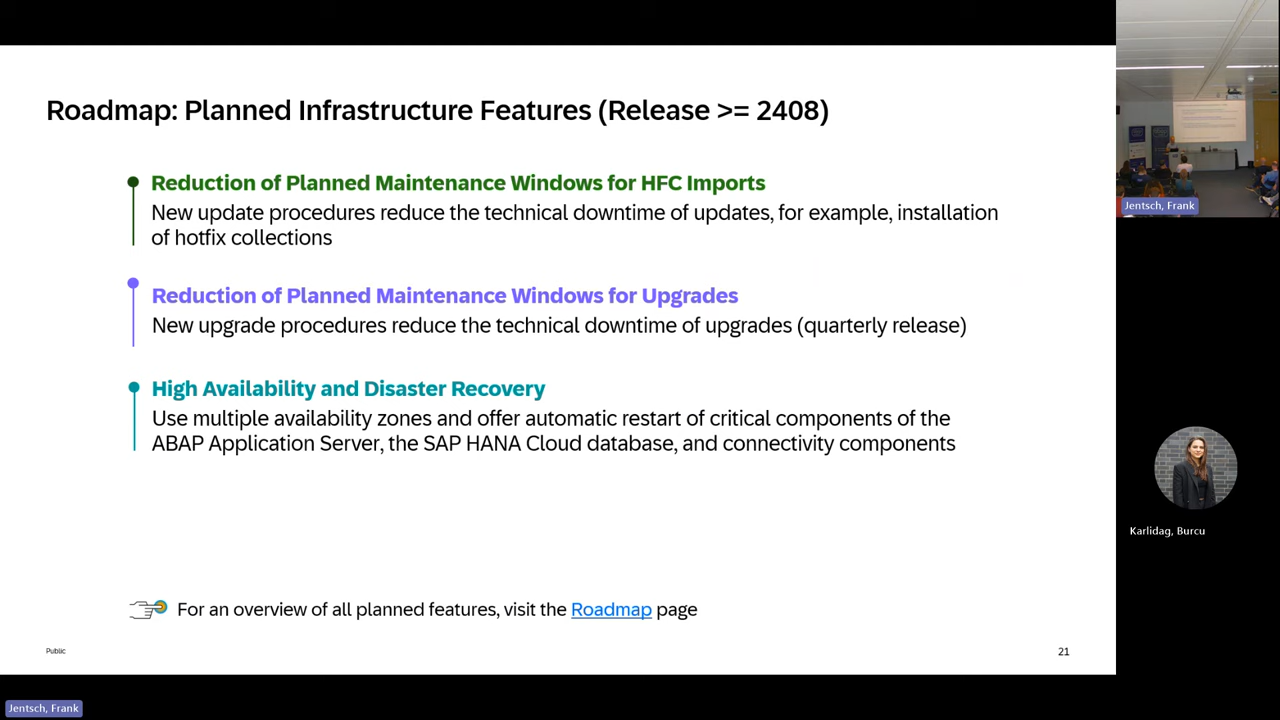 Roadmap: Planned Infrastructure Features (Release >= 2408)
Reduction of Planned Maintenance Windows for HFC Imports
New update procedures reduce the technical downtime of updates, for example, installation
of hotfix collections
Reduction of Planned Maintenance Windows for Upgrades
New upgrade procedures reduce the technical downtime of upgrades (quarterly release)
High Availability and Disaster Recovery
Use multiple availability zones and offer automatic restart of critical components of the
ABAP Application Server, the SAP HANA Cloud database, and connectivity components
For an overview of all planned features, visit the Roadmap page
Public
21
Jentsch, Frank
Karlidag, Burcu
Jentsch, Frank